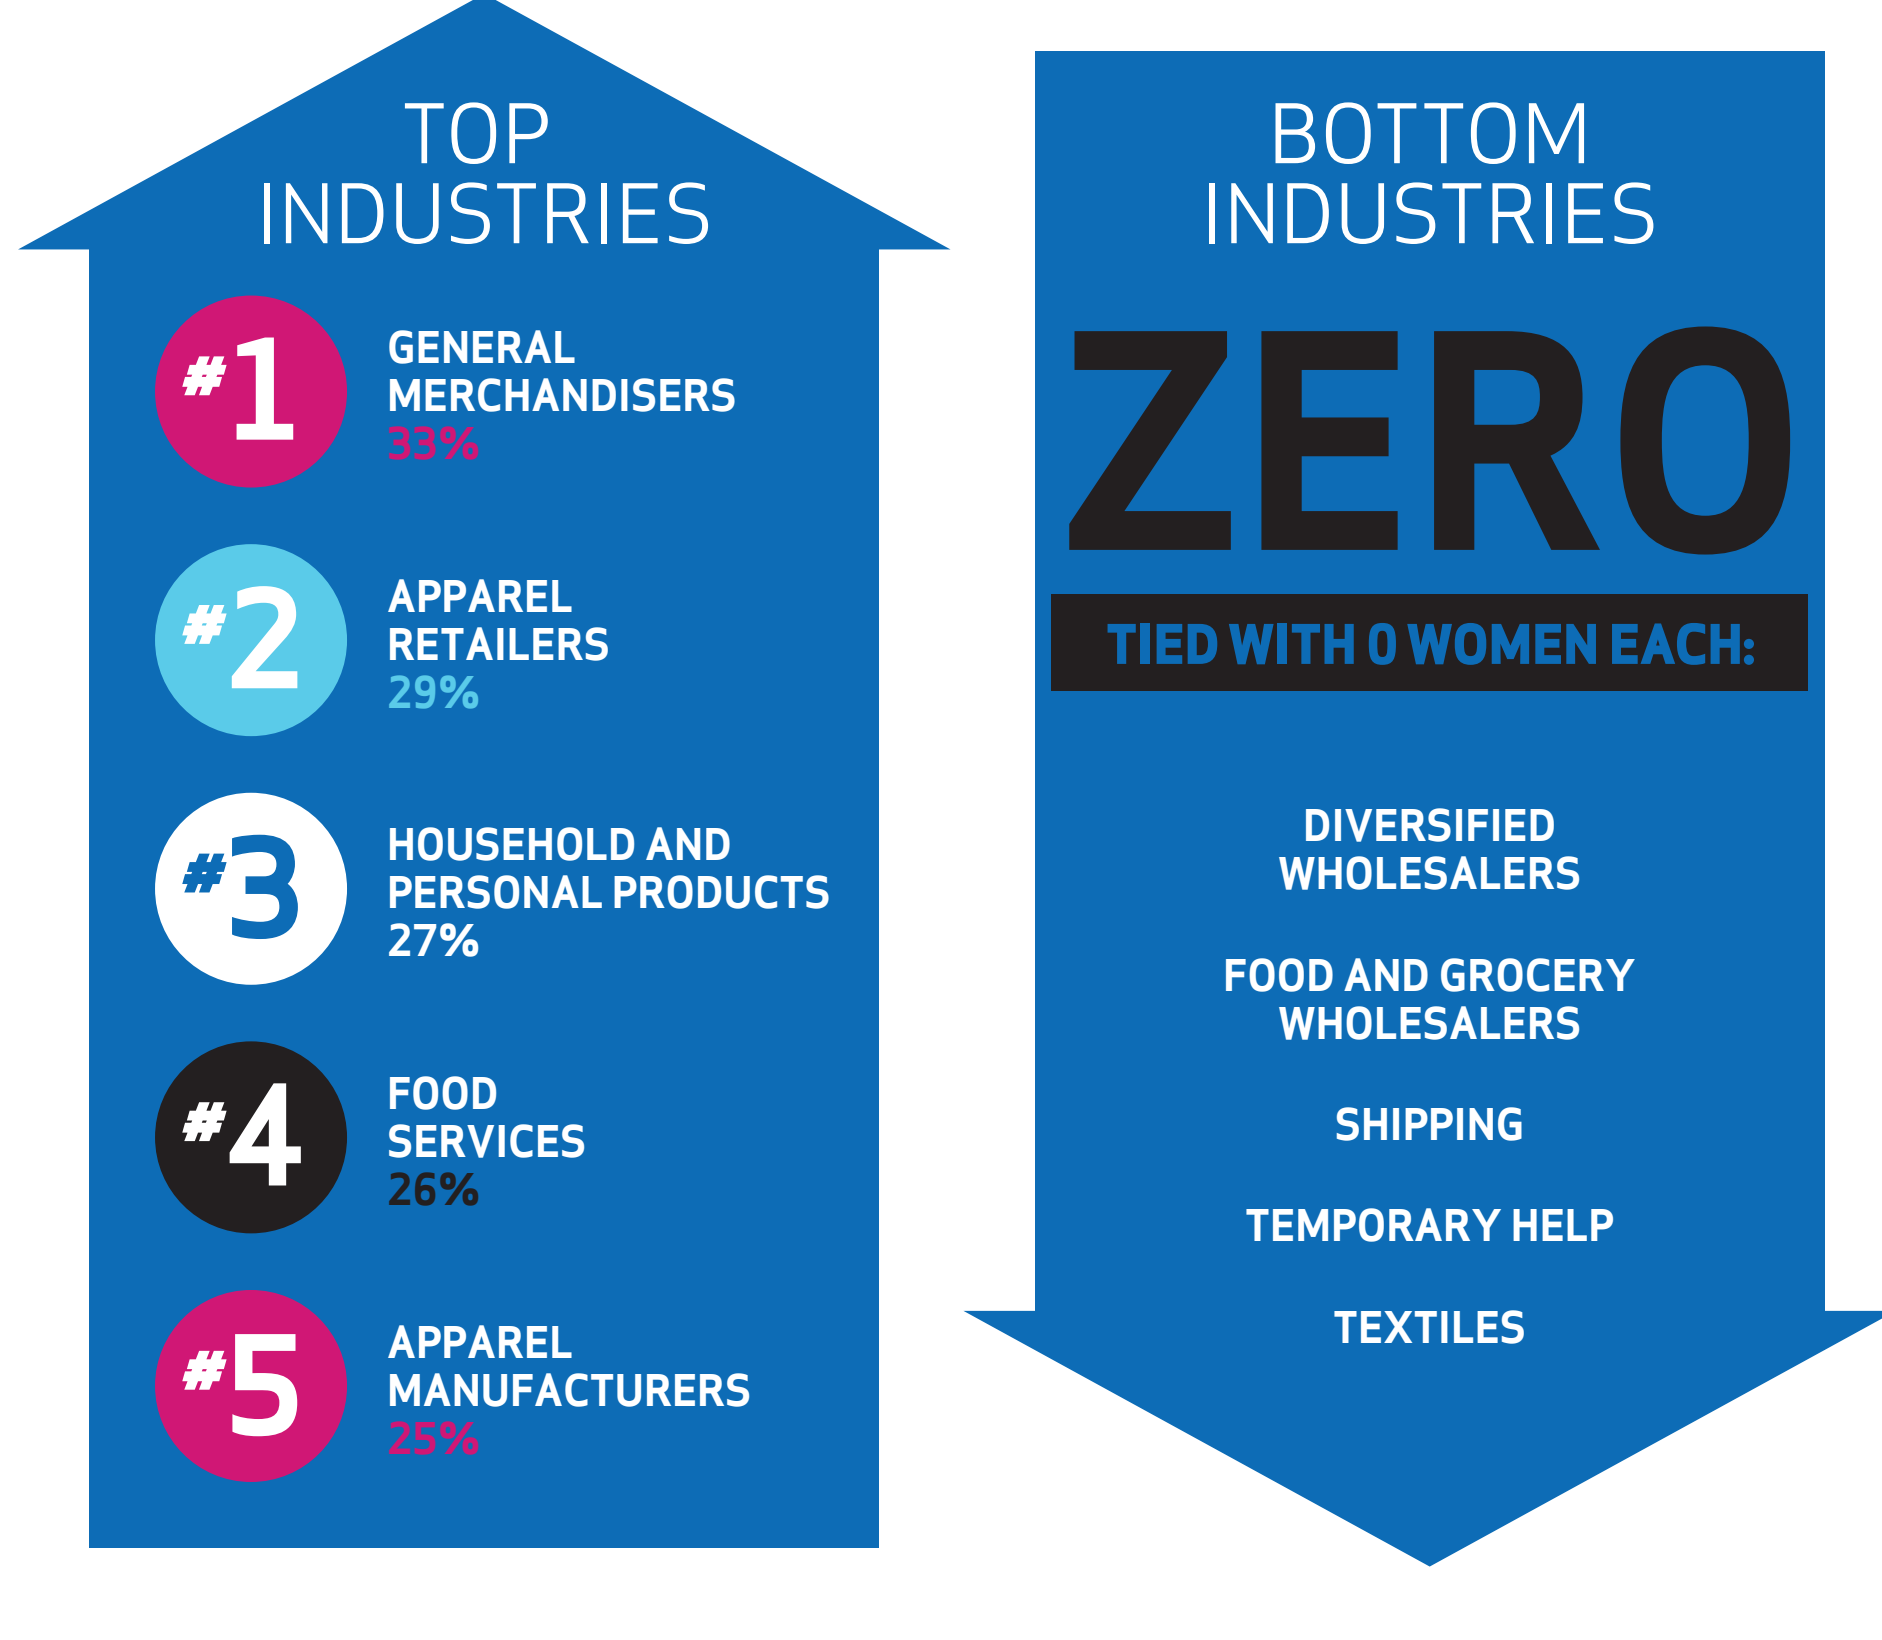 TOP
INDUSTRIES
#1
GENERAL
MERCHANDISERS
33%
#2
APPAREL
RETAILERS
29%
#3
HOUSEHOLD AND
PERSONAL PRODUCTS
27%
#4
FOOD
SERVICES
26%
#5
APPAREL
MANUFACTURERS
25%
BOTTOM
INDUSTRIES
ZERO
TIED WITH 0 WOMEN EACH:
DIVERSIFIED
WHOLESALERS
FOOD AND GROCERY
WHOLESALERS
SHIPPING
TEMPORARY HELP
TEXTILES